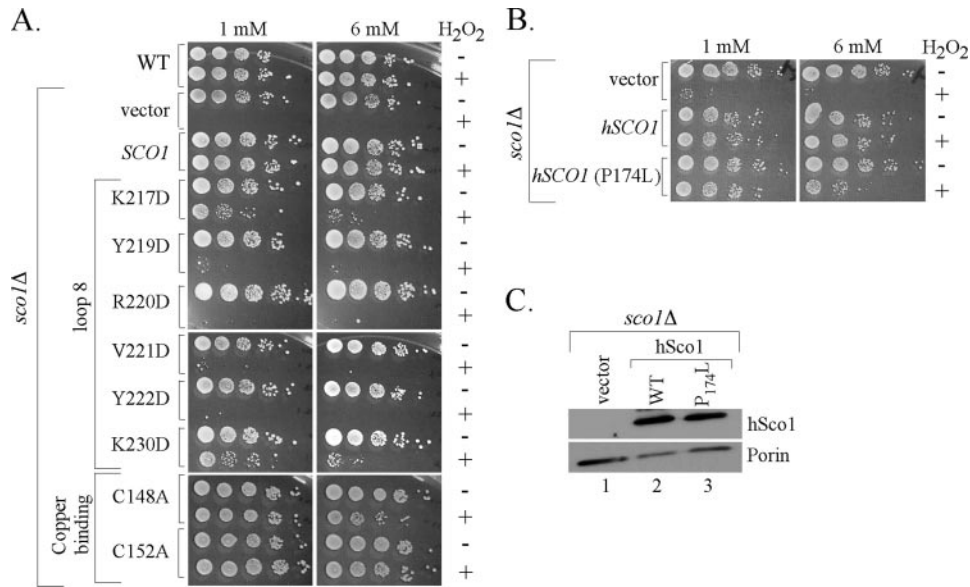 A.
1 mM 6 mM H2O2
WT - +
vector - +
SCO1 - +
K217D - +
Y219D - +
R220D - +
V221D - +
Y222D - +
K230D - +
C148A - +
C152A - +
sco1Δ
loop 8
Copper
binding
B.
1 mM 6 mM H2O2
vector - +
hSCO1 - +
hSCO1 (P174L) - +
sco1Δ
C.
sco1Δ
hSco1
vector WT P174L
hSco1
Porin
1 2 3